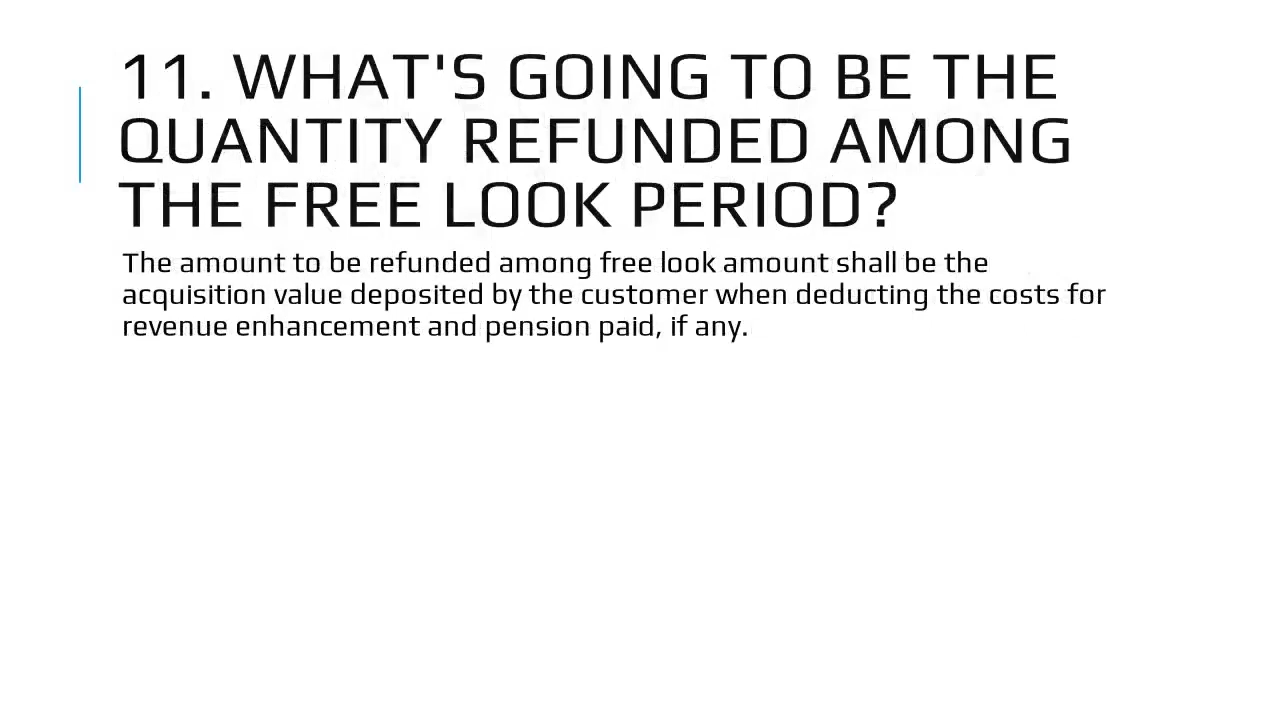 11. WHAT'S GOING TO BE THE
QUANTITY REFUNDED AMONG
THE FREE LOOK PERIOD?
The amount to be refunded among free look amount shall be the
acquisition value deposited by the customer when deducting the costs for
revenue enhancement and pension paid, if any.